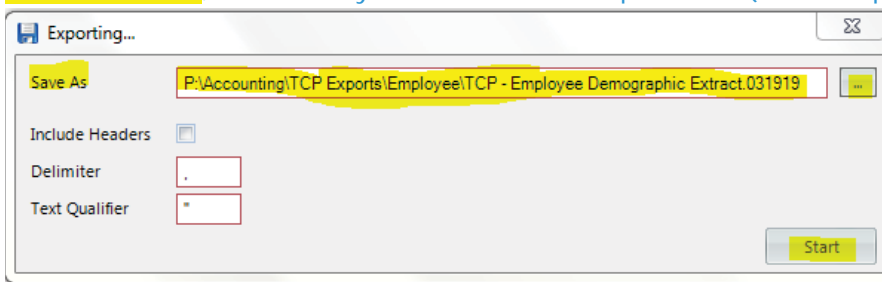 Exporting...
Save As P:\Accounting\TCP Exports\Employee\TCP - Employee Demographic Extract.031919 ...
Include Headers
Delimiter ,
Text Qualifier "
Start